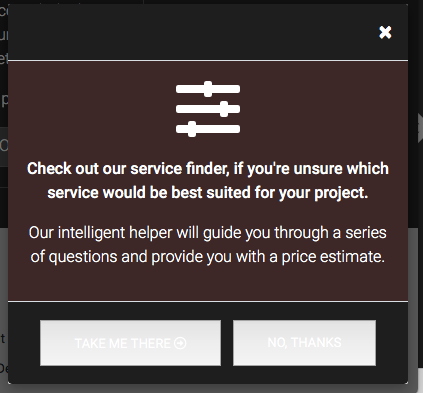 Check out our service finder, if you're unsure which
service would be best suited for your project.
Our intelligent helper will guide you through a series
of questions and provide you with a price estimate.
TAKE ME THERE
NO, THANKS